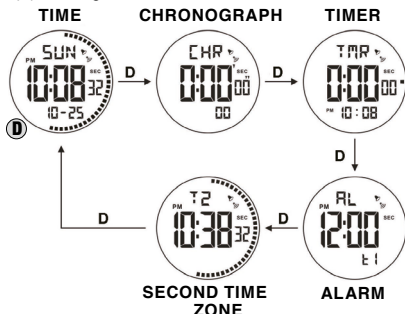 TIME CHRONOGRAPH TIMER
SUN
PM 10:08 SEC 32
10-25
D
CHR
0:00 SEC 00
00
D
TMR
0:00 SEC 00
PM 10:08
D
D
AL
PM 12:00 SEC
t1
D
T2
PM 10:38 SEC 32
D
SECOND TIME
ZONE
ALARM